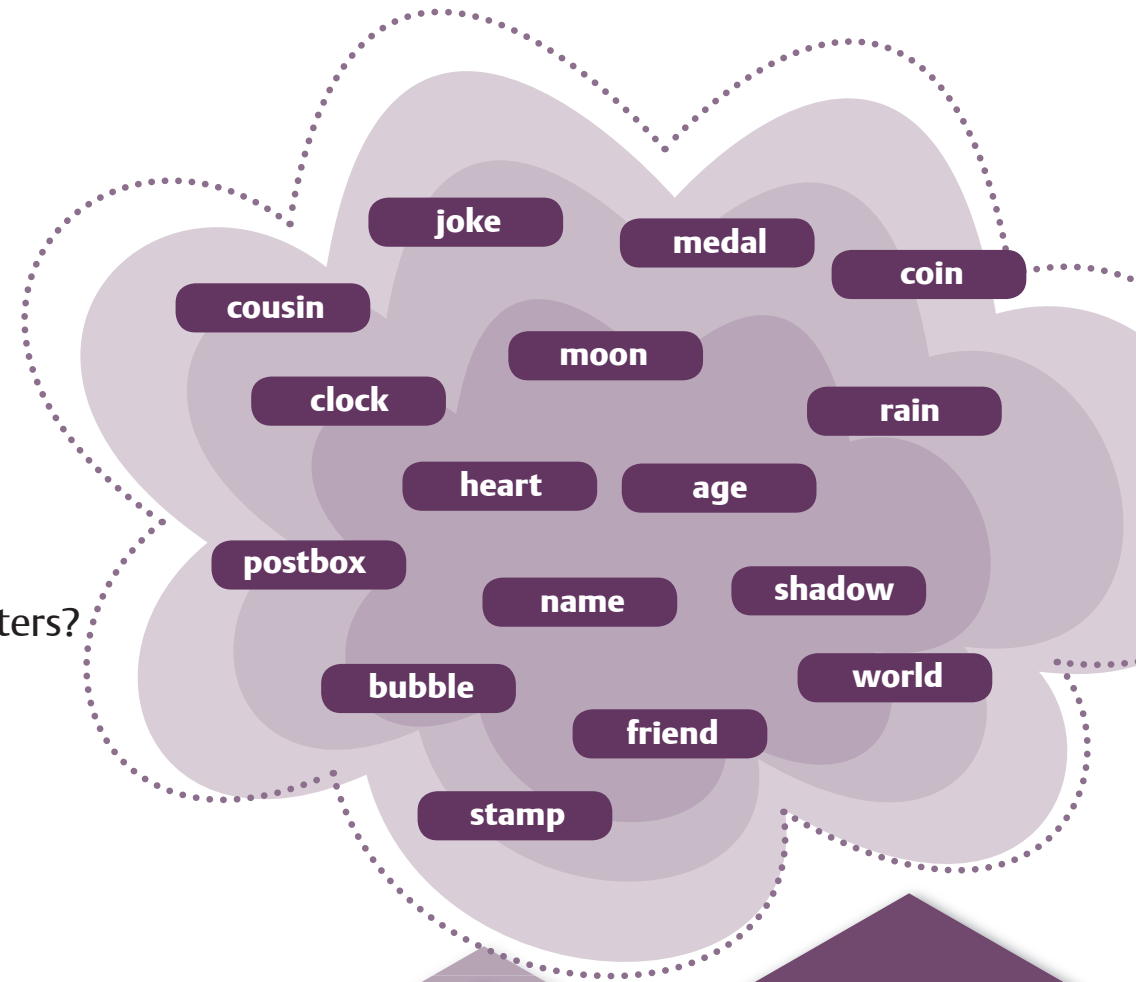 joke
medal
coin
cousin
moon
clock
rain
heart
age
postbox
shadow
name
ters?
world
bubble
friend
stamp